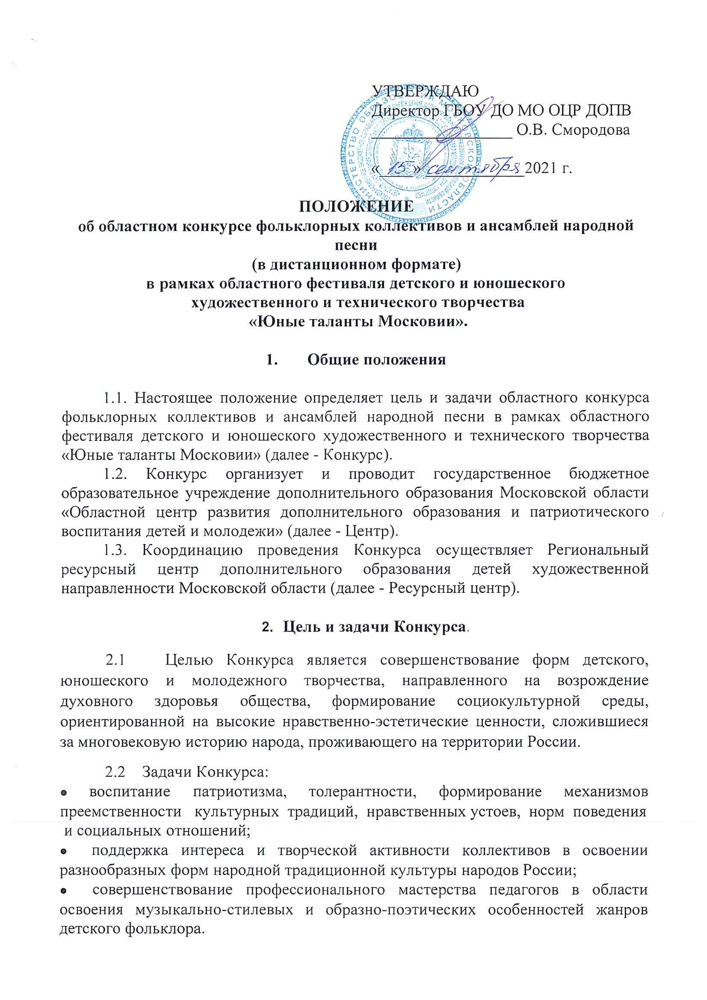 УТВЕРЖДАЮ
Директор ГБОУ ДО МО ОЦР ДОПВ
О.В. Смородова
«15» сентября 2021 г.
МИНИСТЕРСТВО ОБРАЗОВАНИЯ МОСКОВСКОЙ ОБЛАСТИ
ПОЛОЖЕНИЕ
об областном конкурсе фольклорных коллективов и ансамблей народной
песни
(в дистанционном формате)
в рамках областного фестиваля детского и юношеского
художественного и технического творчества
«Юные таланты Московии».
1. Общие положения
1.1. Настоящее положение определяет цель и задачи областного конкурса
фольклорных коллективов и ансамблей народной песни в рамках областного
фестиваля детского и юношеского художественного и технического творчества
«Юные таланты Московии» (далее - Конкурс).
1.2. Конкурс организует и проводит государственное бюджетное
образовательное учреждение дополнительного образования Московской области
«Областной центр развития дополнительного образования и патриотического
воспитания детей и молодежи» (далее - Центр).
1.3. Координацию проведения Конкурса осуществляет Региональный
ресурсный центр дополнительного образования детей художественной
направленности Московской области (далее - Ресурсный центр).
2. Цель и задачи Конкурса.
2.1 Целью Конкурса является совершенствование форм детского,
юношеского и молодежного творчества, направленного на возрождение
духовного здоровья общества, формирование социокультурной среды,
ориентированной на высокие нравственно-эстетические ценности, сложившиеся
за многовековую историю народа, проживающего на территории России.
2.2 Задачи Конкурса:
• воспитание патриотизма, толерантности, формирование механизмов
преемственности культурных традиций, нравственных устоев, норм поведения
и социальных отношений;
• поддержка интереса и творческой активности коллективов в освоении
разнообразных форм народной традиционной культуры народов России;
• совершенствование профессионального мастерства педагогов в области
освоения музыкально-стилевых и образно-поэтических особенностей жанров
детского фольклора.